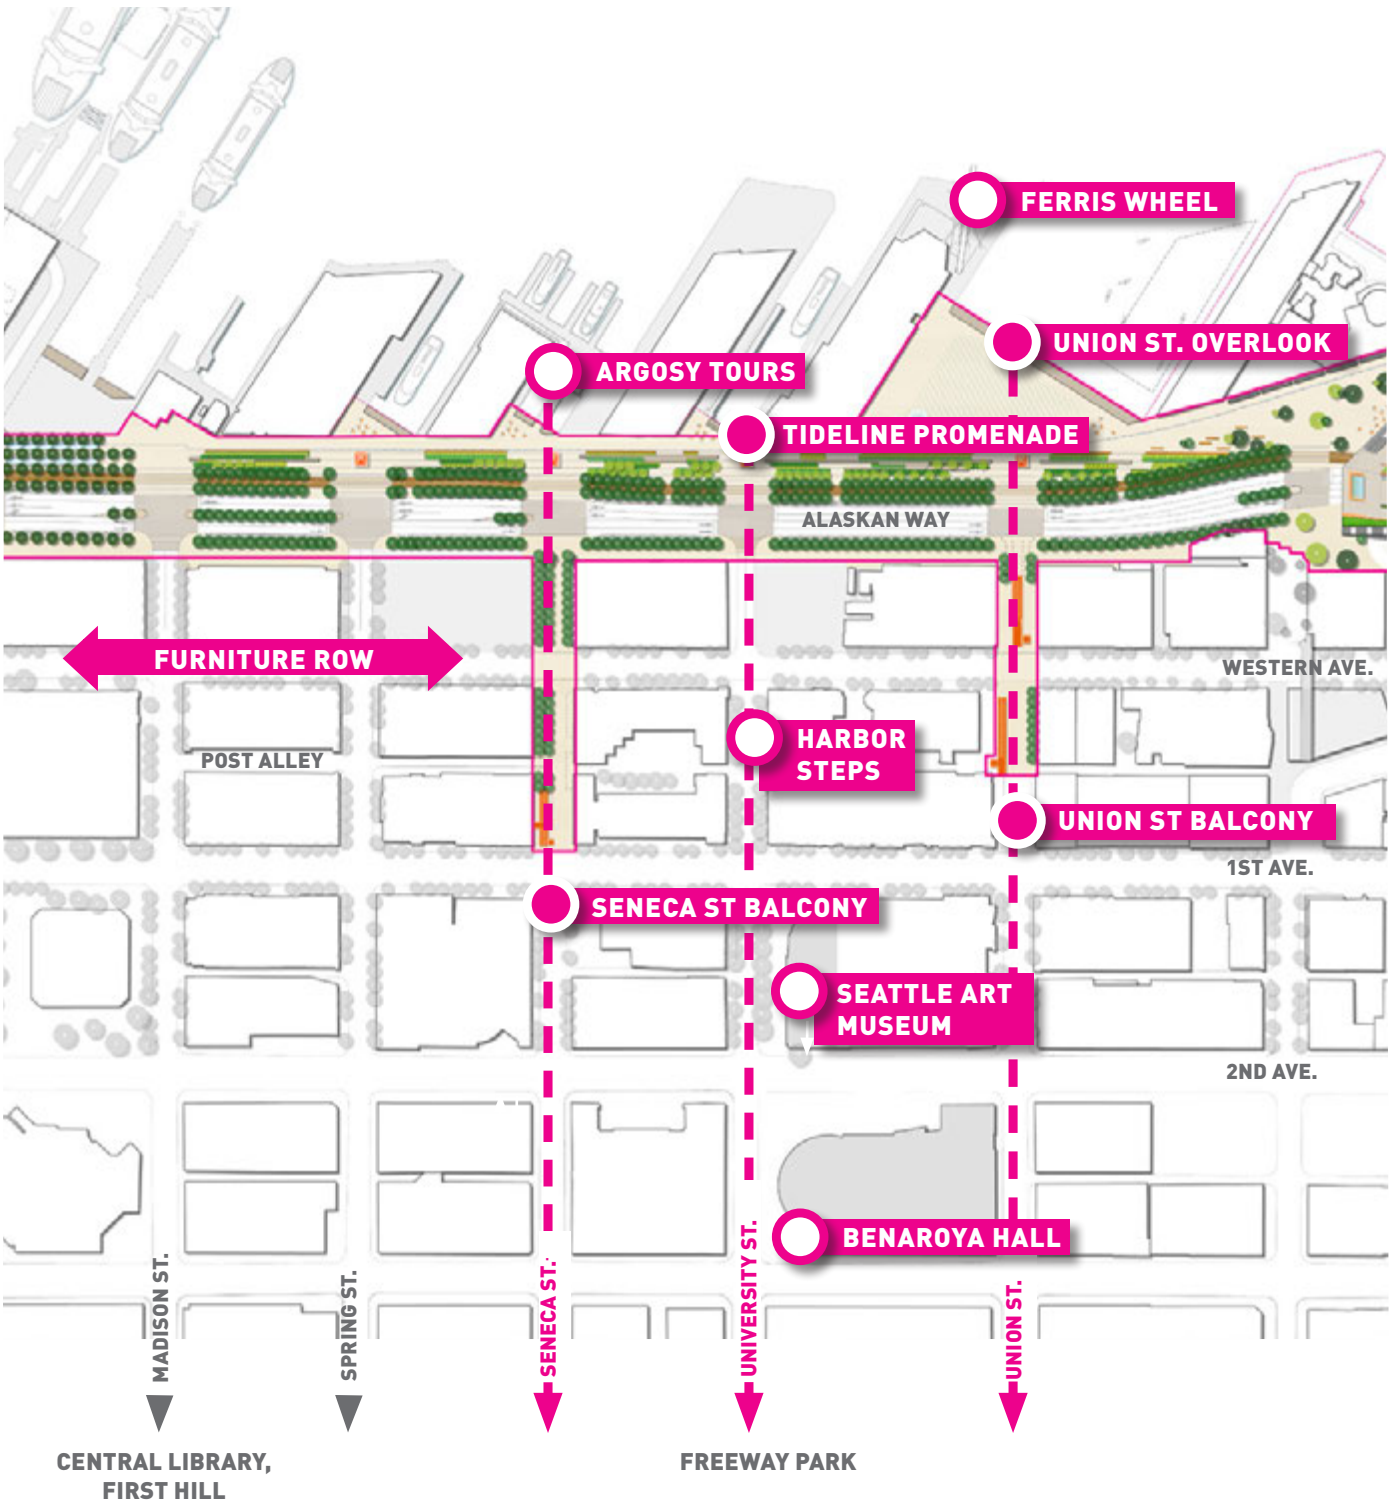 FERRIS WHEEL
UNION ST. OVERLOOK
ARGOSY TOURS
TIDELINE PROMENADE
ALASKAN WAY
FURNITURE ROW
WESTERN AVE.
HARBOR
STEPS
POST ALLEY
UNION ST BALCONY
1ST AVE.
SENECA ST BALCONY
SEATTLE ART
MUSEUM
2ND AVE.
BENAROYA HALL
MADISON ST.
SPRING ST.
SENECA ST.
UNIVERSITY ST.
UNION ST.
CENTRAL LIBRARY,
FIRST HILL
FREEWAY PARK